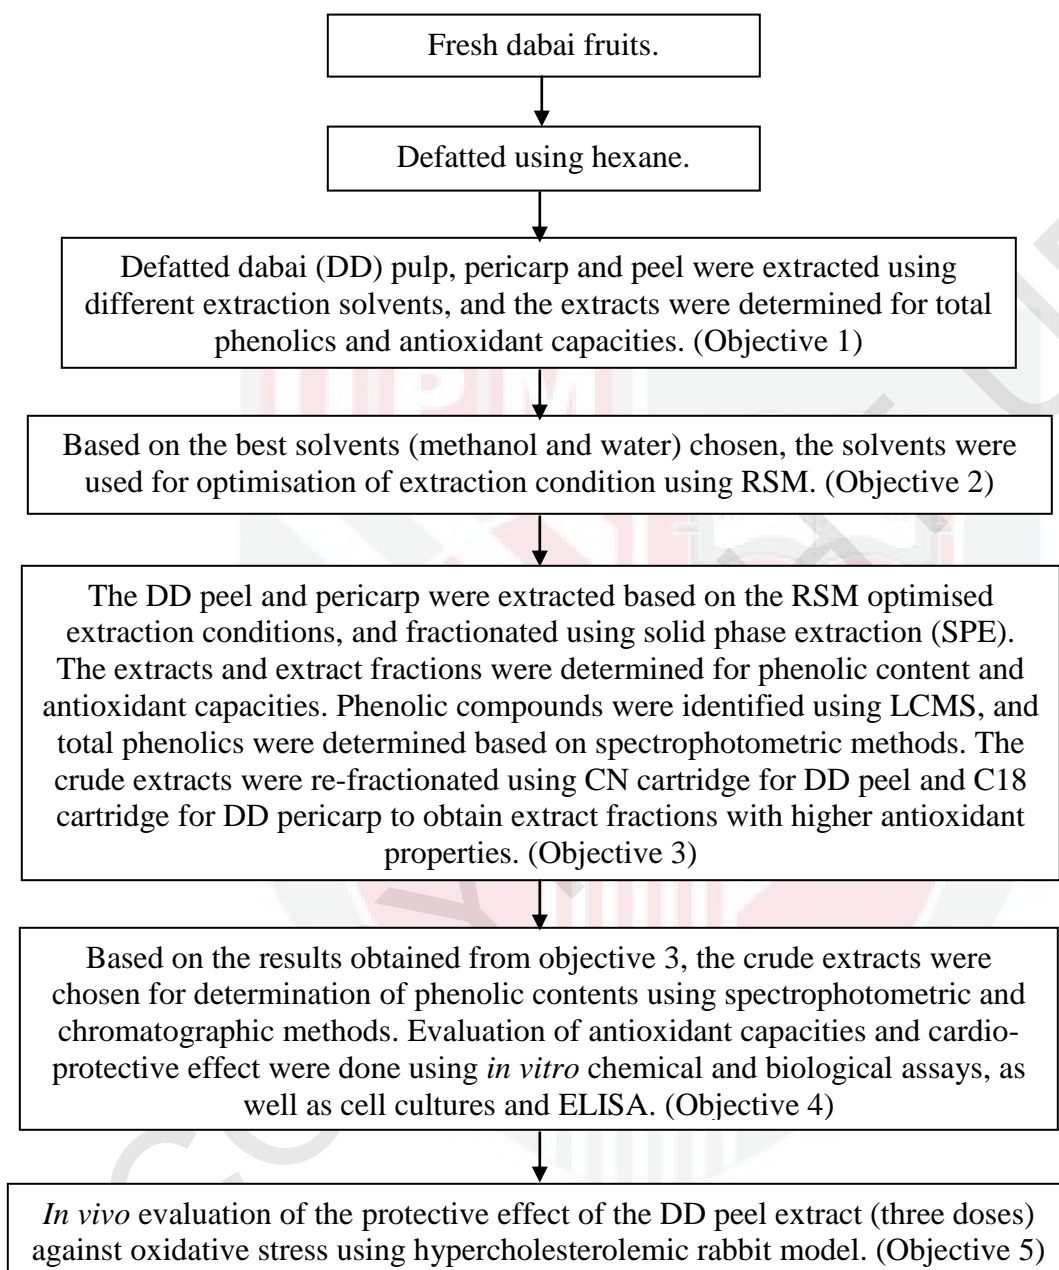 Fresh dabai fruits.
Defatted using hexane.
Defatted dabai (DD) pulp, pericarp and peel were extracted using
different extraction solvents, and the extracts were determined for total
phenolics and antioxidant capacities. (Objective 1)
Based on the best solvents (methanol and water) chosen, the solvents were
used for optimisation of extraction condition using RSM. (Objective 2)
The DD peel and pericarp were extracted based on the RSM optimised
extraction conditions, and fractionated using solid phase extraction (SPE).
The extracts and extract fractions were determined for phenolic content and
antioxidant capacities. Phenolic compounds were identified using LCMS, and
total phenolics were determined based on spectrophotometric methods. The
crude extracts were re-fractionated using CN cartridge for DD peel and C18
cartridge for DD pericarp to obtain extract fractions with higher antioxidant
properties. (Objective 3)
Based on the results obtained from objective 3, the crude extracts were
chosen for determination of phenolic contents using spectrophotometric and
chromatographic methods. Evaluation of antioxidant capacities and cardio-
protective effect were done using in vitro chemical and biological assays, as
well as cell cultures and ELISA. (Objective 4)
In vivo evaluation of the protective effect of the DD peel extract (three doses)
against oxidative stress using hypercholesterolemic rabbit model. (Objective 5)
UPM